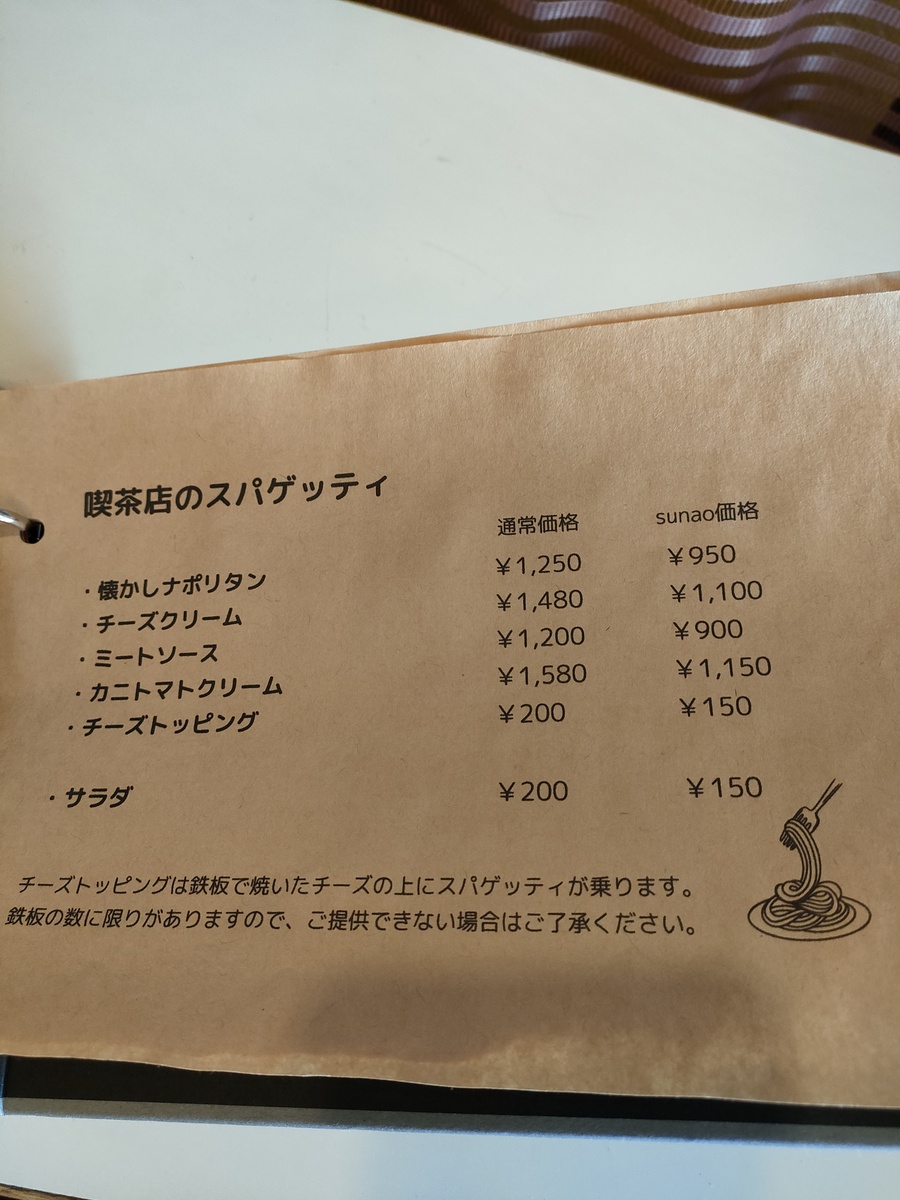 喫茶店のスパゲッティ
通常価格 sunao価格
・懐かしナポリタン ¥1,250 ¥950
・チーズクリーム ¥1,480 ¥1,100
・ミートソース ¥1,200 ¥900
・カニトマトクリーム ¥1,580 ¥1,150
・チーズトッピング ¥200 ¥150
・サラダ ¥200 ¥150
チーズトッピングは鉄板で焼いたチーズの上にスパゲッティが乗ります。
鉄板の数に限りがありますので、ご提供できない場合はご了承ください。